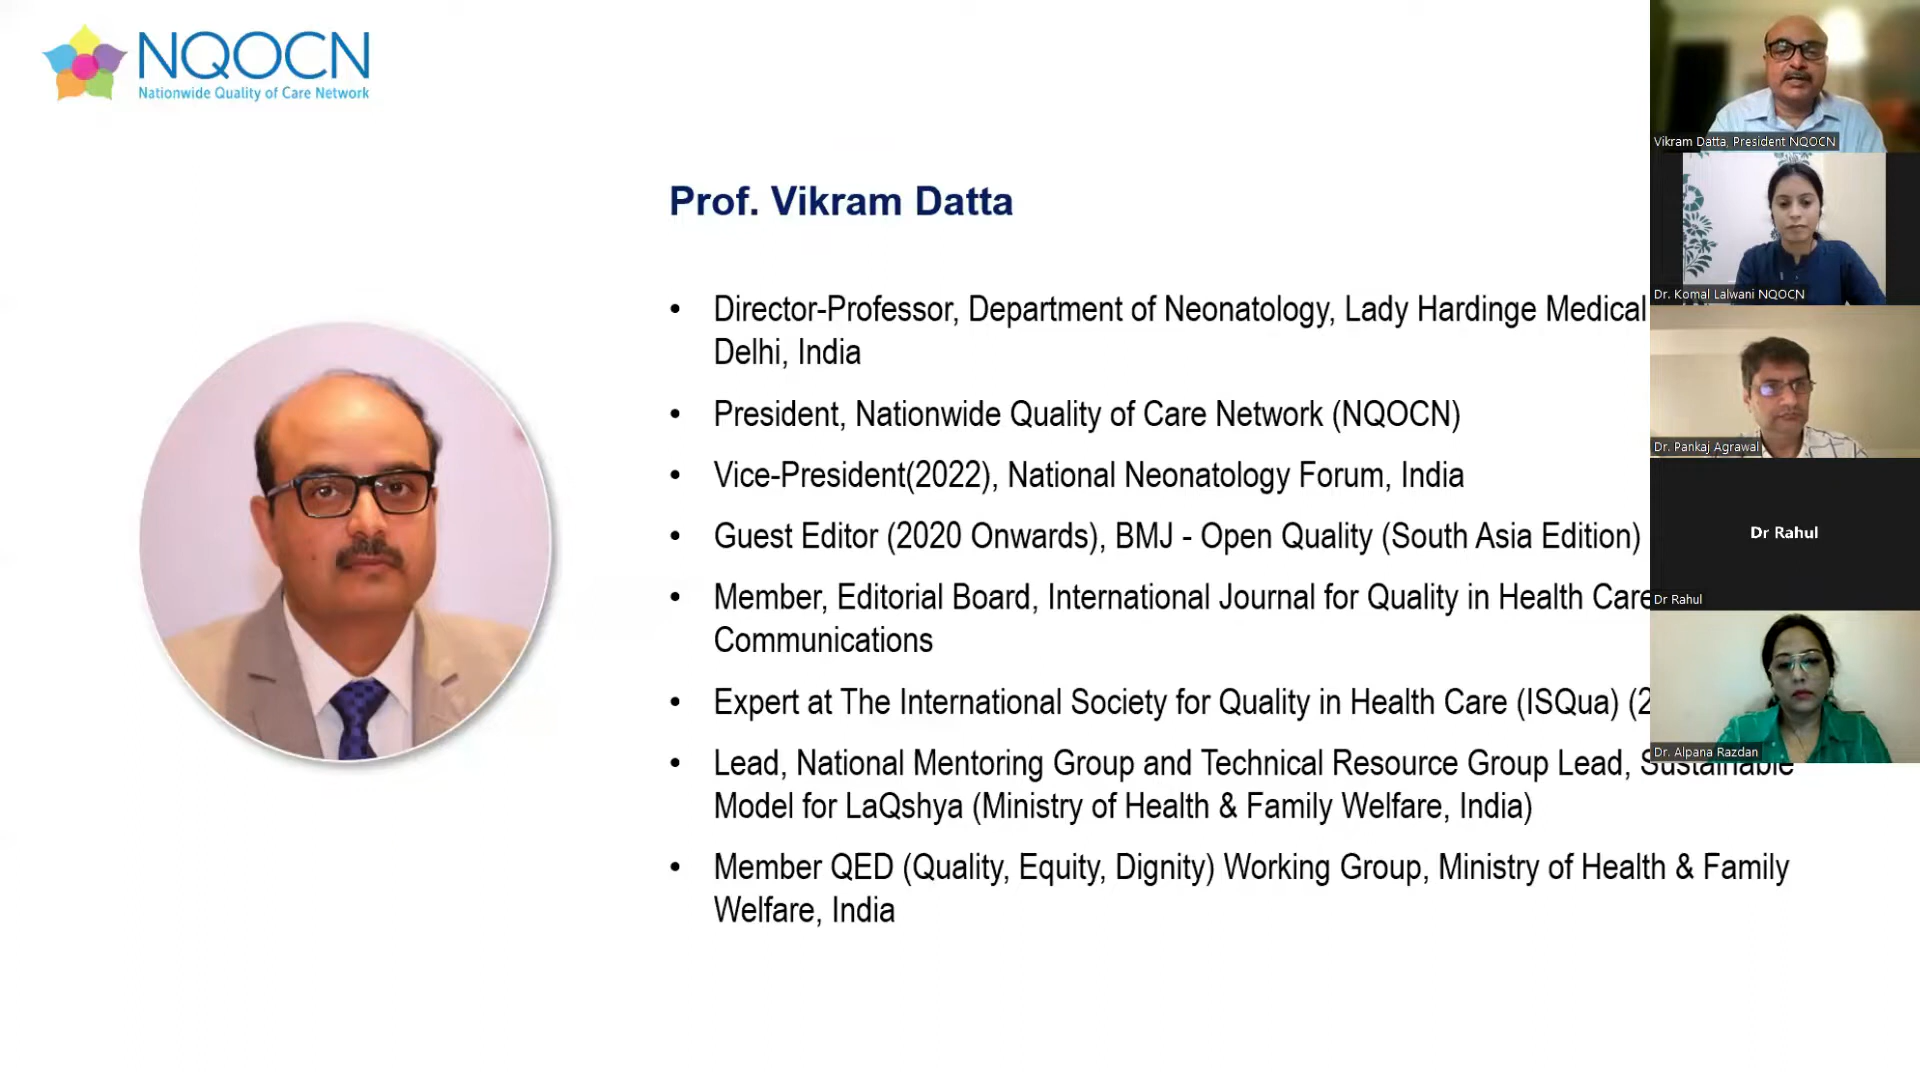 NQOCN
Nationwide Quality of Care Network
Prof. Vikram Datta
• Director-Professor, Department of Neonatology, Lady Hardinge Medical
Delhi, India
• President, Nationwide Quality of Care Network (NQOCN)
• Vice-President(2022), National Neonatology Forum, India
• Guest Editor (2020 Onwards), BMJ - Open Quality (South Asia Edition)
• Member, Editorial Board, International Journal for Quality in Health Care
Communications
• Expert at The International Society for Quality in Health Care (ISQua) (2
• Lead, National Mentoring Group and Technical Resource Group Lead, Sustainable
Model for LaQshya (Ministry of Health & Family Welfare, India)
• Member QED (Quality, Equity, Dignity) Working Group, Ministry of Health & Family
Welfare, India
Vikram Datta, President NQOCN
Dr. Komal Lalwani NQOCN
Dr. Pankaj Agrawal
Dr Rahul
Dr Rahul
Dr. Alpana Razdan